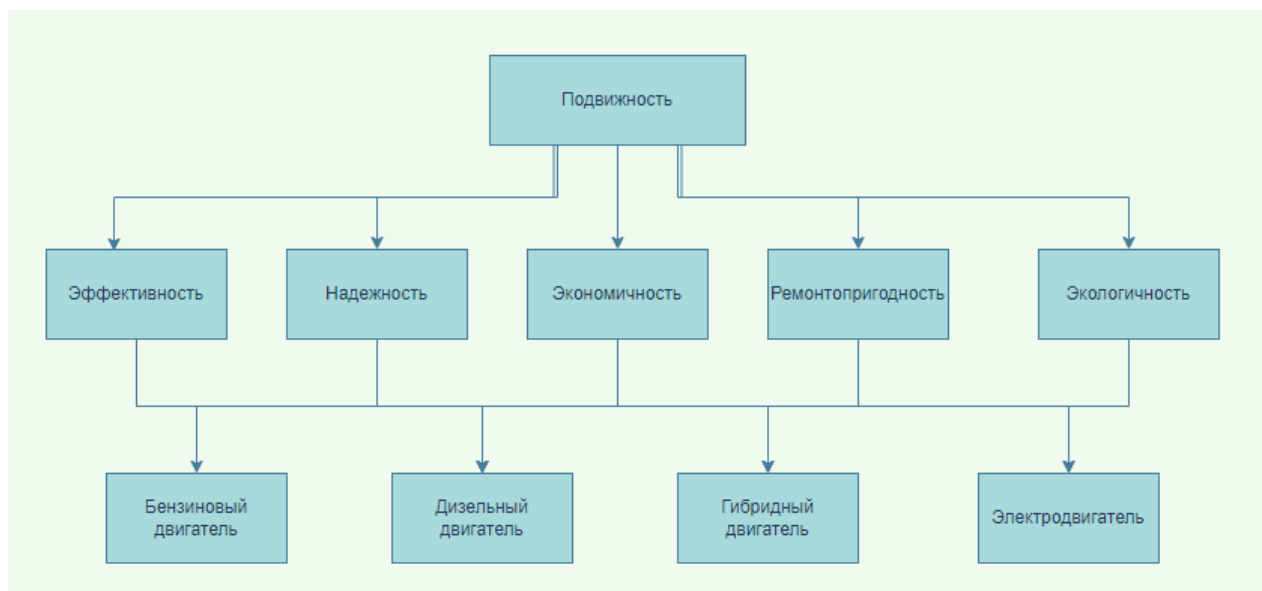 Подвижность
Эффективность
Надежность
Экономичность
Ремонтопригодность
Экологичность
Бензиновый
двигатель
Дизельный
двигатель
Гибридный
двигатель
Электродвигатель